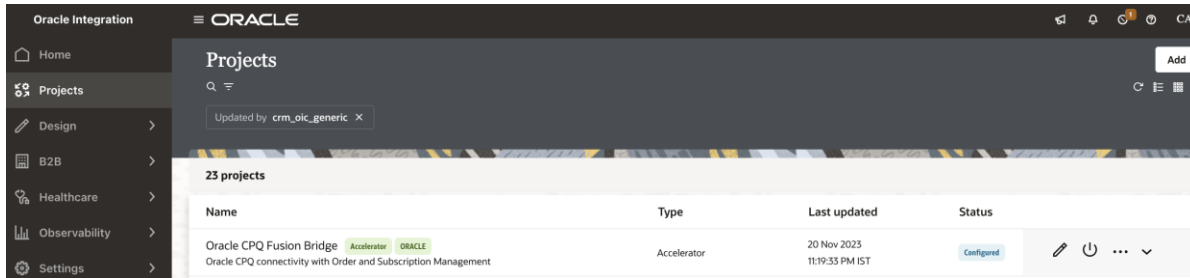 Oracle Integration
ORACLE
1
CA
Home
Projects
Design
B2B
Healthcare
Observability
Settings
Projects
Add
Updated by crm_oic_generic ×
23 projects
Name Type Last updated Status
Oracle CPQ Fusion Bridge Accelerator ORACLE
Oracle CPQ connectivity with Order and Subscription Management
Accelerator
20 Nov 2023
11:19:33 PM IST
Configured